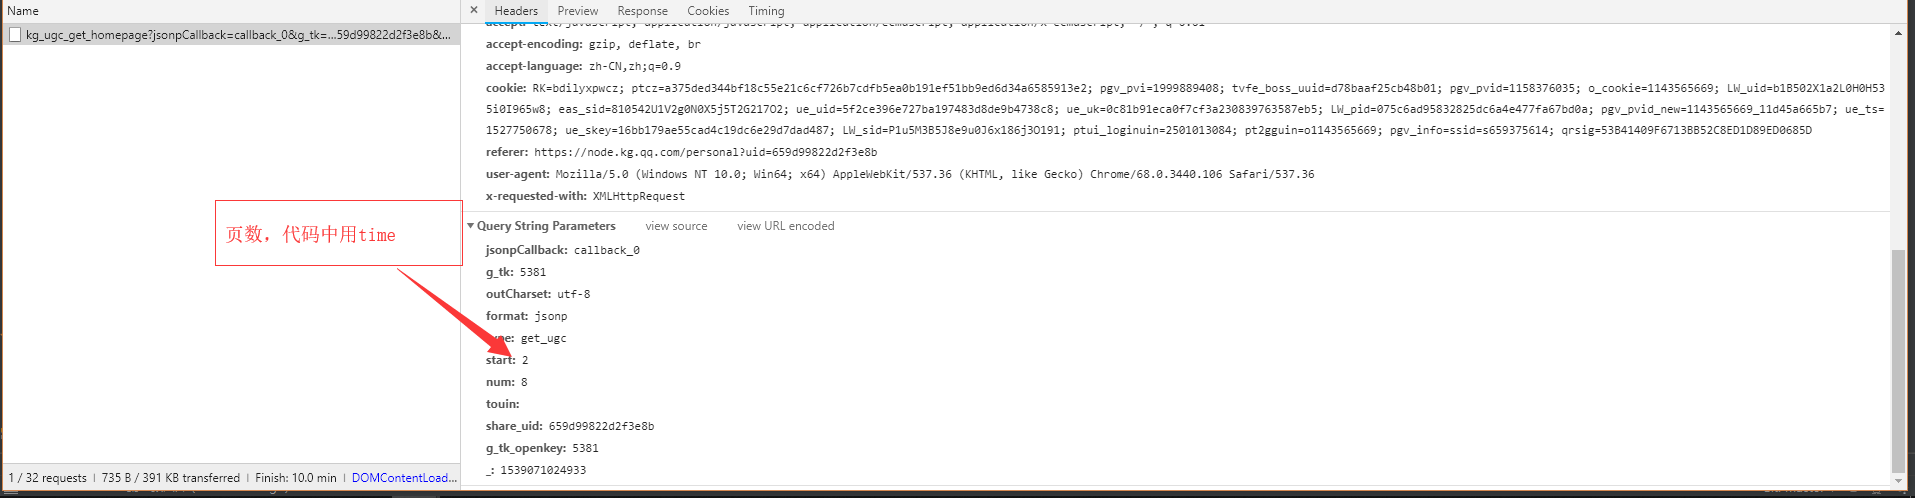 Name
× Headers Preview Response Cookies Timing
kg_ugc_get_homepage?jsonpCallback=callback_0&g_tk=...59d99822d2f3e8b&...
accept-encoding: gzip, deflate, br
accept-language: zh-CN,zh;q=0.9
cookie: RK=bdilyxpwcz; ptcz=a375ded344bf18c55e21c6cf726b7cdfb5ea0b191ef51bb9ed6d34a6585913e2; pgv_pvi=1999889408; tvfe_boss_uuid=d78baaf25cb48b01; pgv_pvid=1158376035; o_cookie=1143565669; LW_uid=b1B502X1a2L0H0H53
5i0I965w8; eas_sid=810542U1V2g0N0X5j5T2G217O2; ue_uid=5f2ce396e727ba197483d8de9b4738c8; ue_uk=0c81b91eca0f7cf3a230839763587eb5; LW_pid=075c6ad95832825dc6a4e477fa67bd0a; pgv_pvid_new=1143565669_11d45a665b7; ue_ts=
1527750678; ue_skey=16bb179ae55cad4c19dc6e29d7dad487; LW_sid=P1u5M3B5J8e9u0J6x186j3O191; ptui_loginuin=2501013084; pt2gguin=o1143565669; pgv_info=ssid=s659375614; qrsig=53B41409F6713BB52C8ED1D89ED0685D
referer: https://node.kg.qq.com/personal?uid=659d99822d2f3e8b
user-agent: Mozilla/5.0 (Windows NT 10.0; Win64; x64) AppleWebKit/537.36 (KHTML, like Gecko) Chrome/68.0.3440.106 Safari/537.36
x-requested-with: XMLHttpRequest
页数，代码中用time
Query String Parameters view source view URL encoded
jsonpCallback: callback_0
g_tk: 5381
outCharset: utf-8
format: jsonp
get_ugc
start: 2
num: 8
touin:
share_uid: 659d99822d2f3e8b
g_tk_openkey: 5381
_: 1539071024933
1 / 32 requests | 735 B / 391 KB transferred | Finish: 10.0 min | DOMContentLoad...